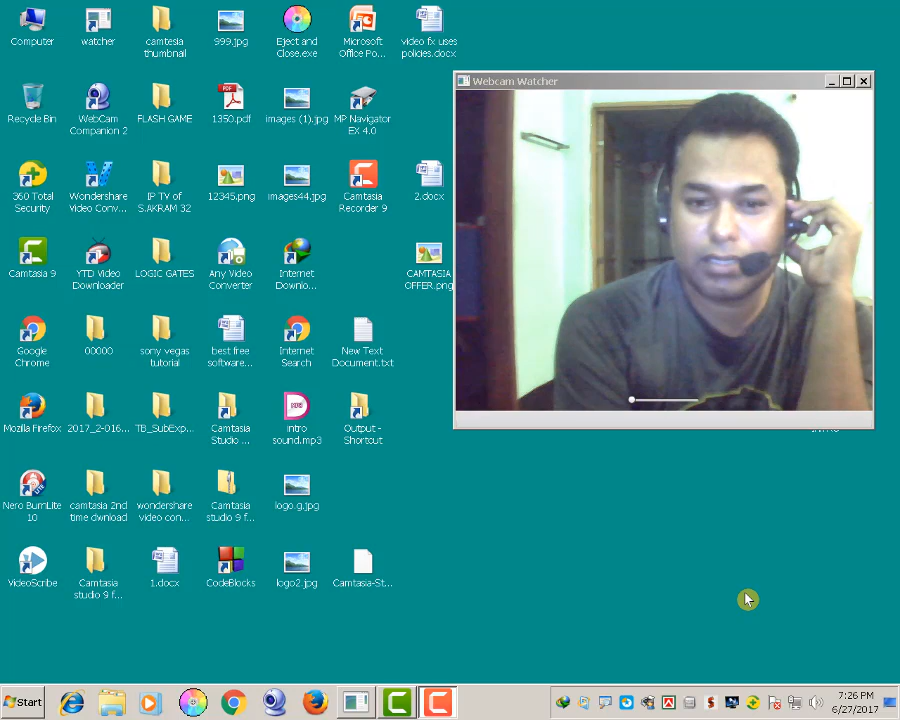 Computer
watcher
camtesia
thumbnail
999.jpg
Eject and
Close.exe
Microsoft
Office Po...
video fx uses
policies.docx
Webcam Watcher
Recycle Bin
WebCam
Companion 2
FLASH GAME
1350.pdf
images (1).jpg
MP Navigator
EX 4.0
360 Total
Security
Wondershare
Video Conv...
IP TV of
S.AKRAM 32
12345.png
images44.jpg
Camtasia
Recorder 9
2.docx
Camtasia 9
YTD Video
Downloader
LOGIC GATES
Any Video
Converter
Internet
Downlo...
CAMTASIA
OFFER.png
Google
Chrome
00000
sony vegas
tutorial
best free
software...
Internet
Search
New Text
Document.txt
Mozilla Firefox
2017_2-016...
TB_SubExp...
Camtasia
Studio ...
intro
sound.mp3
Output -
Shortcut
Nero BurnLite
10
camtasia 2nd
time dwnload
wondershare
video con...
Camtasia
studio 9 f...
logo.g.jpg
VideoScribe
Camtasia
studio 9 f...
1.docx
CodeBlocks
logo2.jpg
Camtasia-St...
Start
7:26 PM
6/27/2017